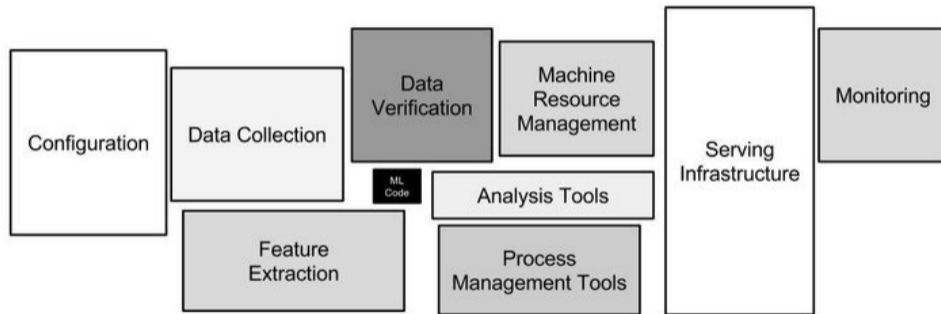 Configuration
Data Collection
Feature
Extraction
Data
Verification
ML
Code
Machine
Resource
Management
Analysis Tools
Process
Management Tools
Serving
Infrastructure
Monitoring